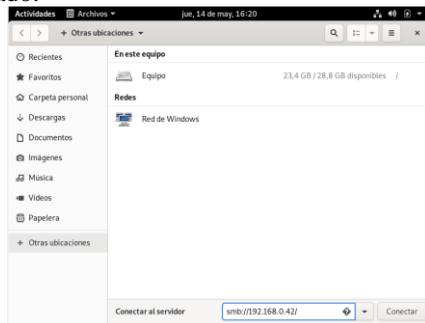 Actividades Archivos jue, 14 de may, 16:20
+ Otras ubicaciones
Recientes
Favoritos
Carpeta personal
Descargas
Documentos
Imágenes
Música
Vídeos
Papelera
+ Otras ubicaciones
En este equipo
Equipo 23,4 GB / 28,8 GB disponibles /
Redes
Red de Windows
Conectar al servidor smb://192.168.0.42/ Conectar